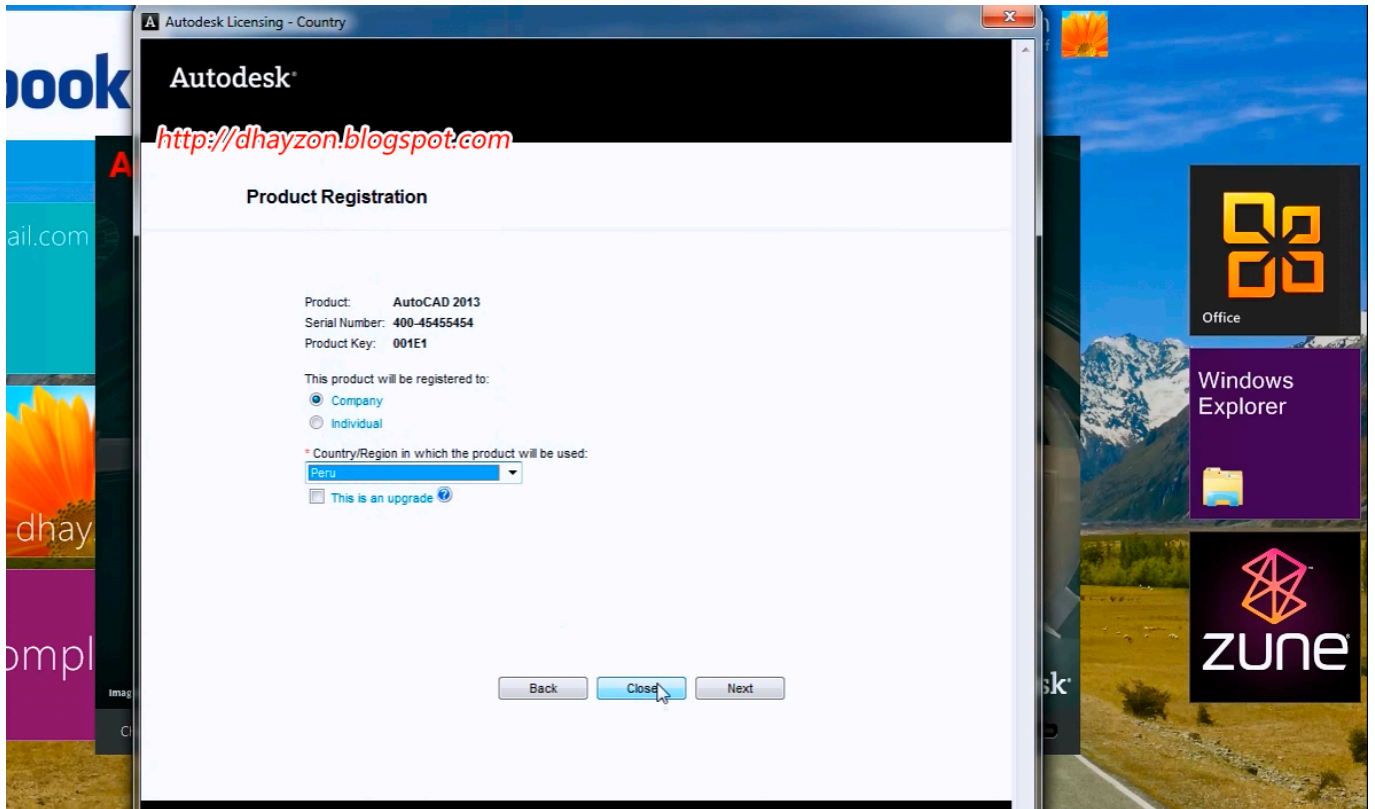 Autodesk Licensing - Country
Autodesk
http://dhayzon.blogspot.com
Product Registration
Product: AutoCAD 2013
Serial Number: 400-45455454
Product Key: 001E1
This product will be registered to:
Company
Individual
* Country/Region in which the product will be used:
Peru
This is an upgrade
Back Close Next
book
ail.com
dhay
ompl
A
Imag
sk
Office
Windows
Explorer
zune